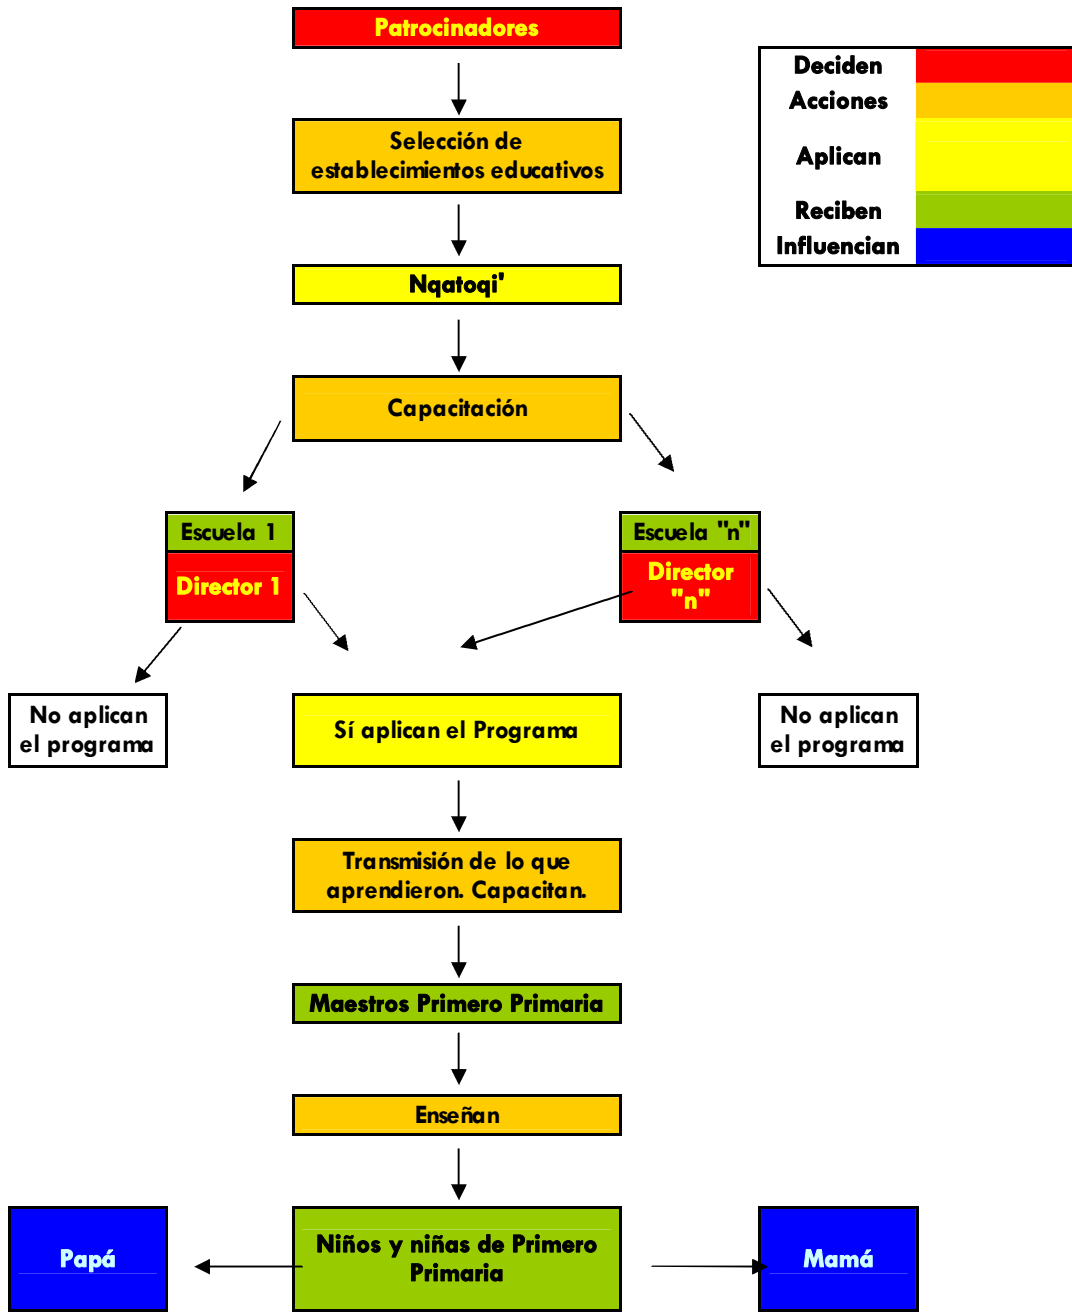 Patrocinadores
Deciden
Acciones
Aplican
Reciben
Influencian
Selección de
establecimientos educativos
Nqatoqi'
Capacitación
Escuela 1
Director 1
Escuela "n"
Director
"n"
No aplican
el programa
Sí aplican el Programa
No aplican
el programa
Transmisión de lo que
aprendieron. Capacitan.
Maestros Primero Primaria
Enseñan
Papá
Niños y niñas de Primero
Primaria
Mamá